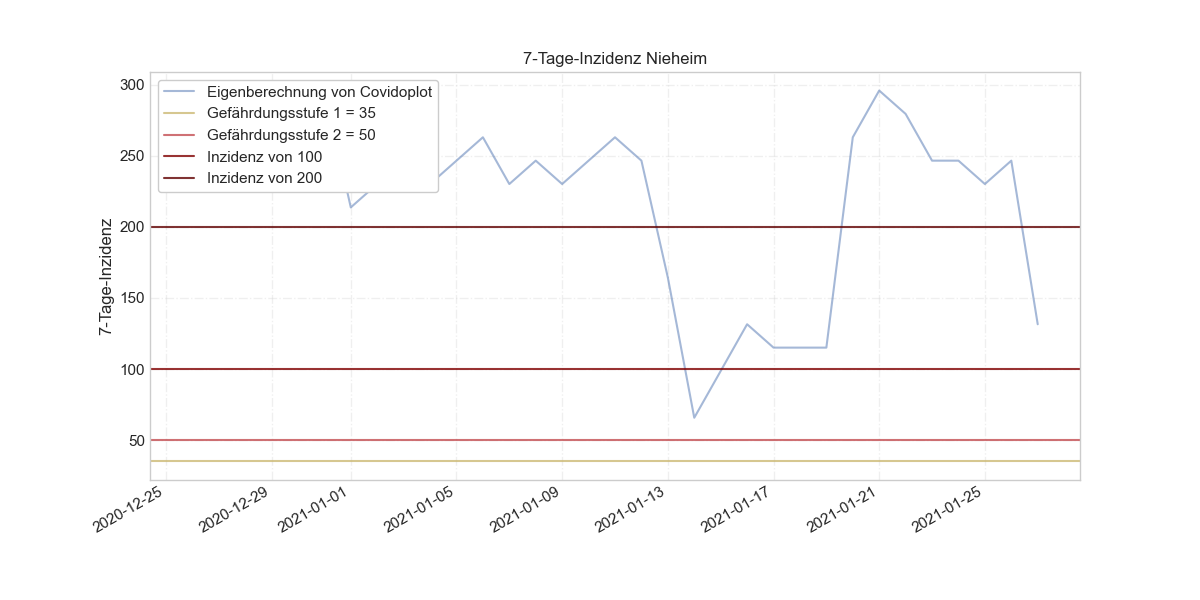 7-Tage-Inzidenz Nieheim
Eigenberechnung von Covidoplot
Gefährdungsstufe 1 = 35
Gefährdungsstufe 2 = 50
Inzidenz von 100
Inzidenz von 200
7-Tage-Inzidenz
300
250
200
150
100
50
2020-12-25
2020-12-29
2021-01-01
2021-01-05
2021-01-09
2021-01-13
2021-01-17
2021-01-21
2021-01-25